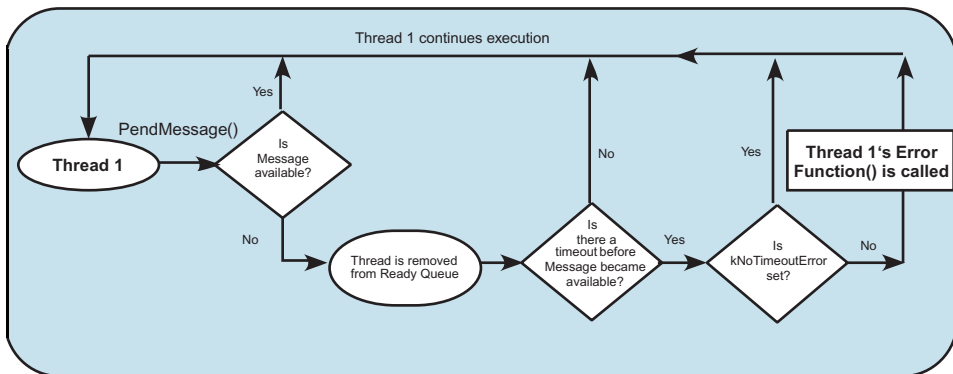 Thread 1 continues execution
Yes
PendMessage()
Thread 1
Is
Message
available?
No
Thread is removed
from Ready Queue
No
Is
there a
timeout before
Message became
available?
Yes
Yes
Is
kNoTimeoutError
set?
No
Thread 1‘s Error
Function() is called